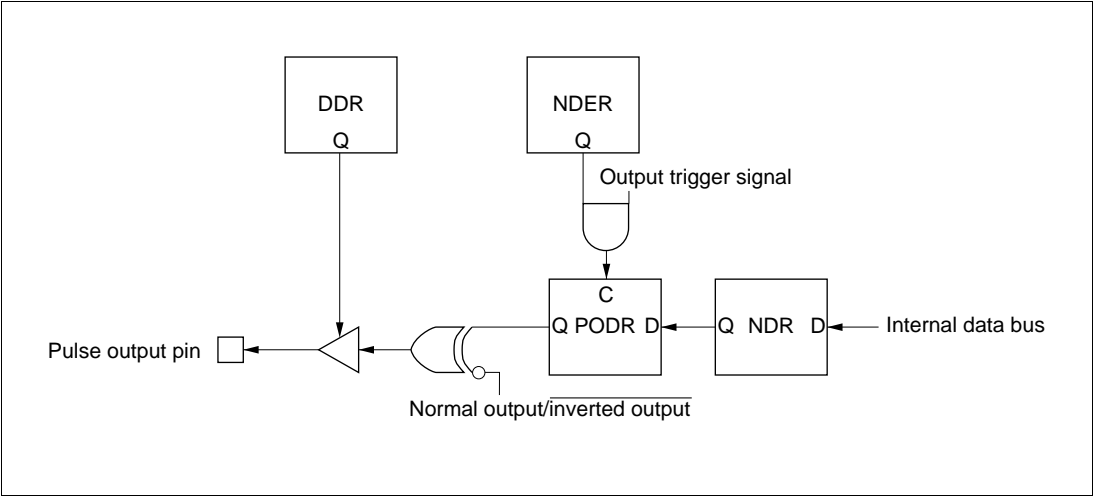 DDR
Q
NDER
Q
Output trigger signal
C
Q PODR D
Q NDR D
Internal data bus
Pulse output pin
Normal output/inverted output